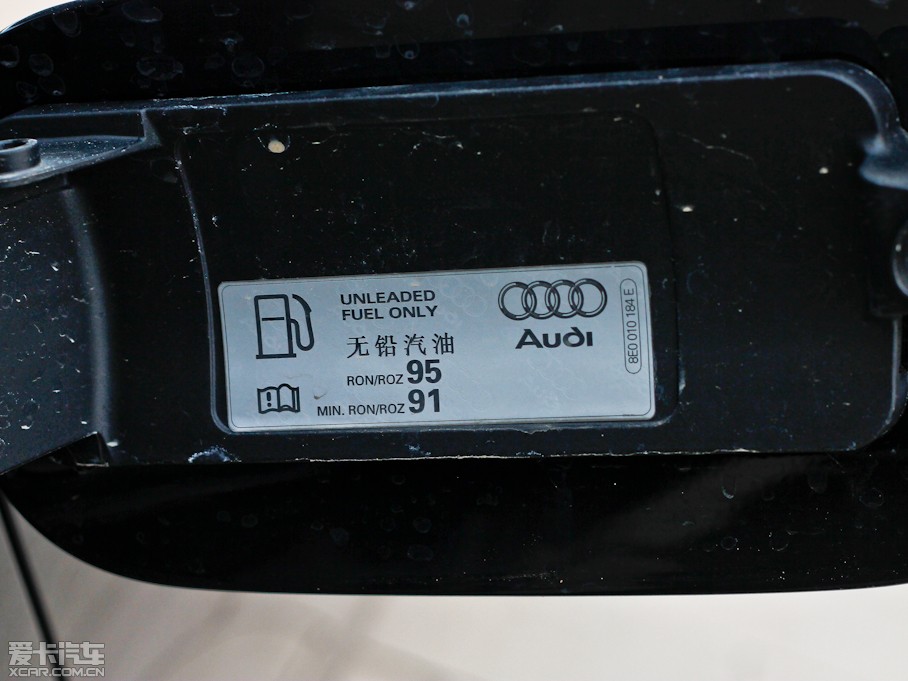 UNLEADED
FUEL ONLY
无铅汽油
RON/ROZ 95
MIN. RON/ROZ 91
Audi
8E0 010 184 E
爱卡汽车
XCAR.COM.CN